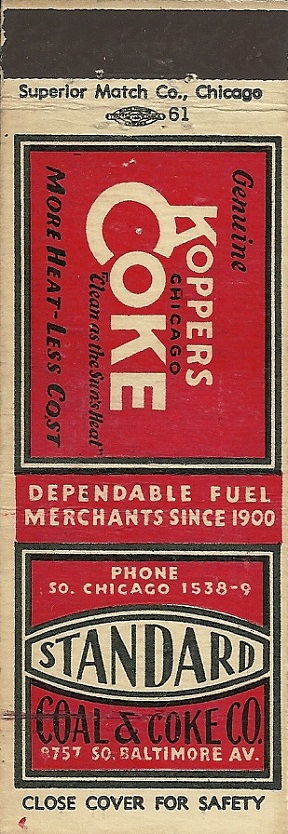 Superior Match Co., Chicago
61
Genuine
KOPPERS
CHICAGO
COKE
"Clean as the Sun's Heat"
MORE HEAT-LESS COST
DEPENDABLE FUEL
MERCHANTS SINCE 1900
PHONE
SO. CHICAGO 1538-9
STANDARD
COAL & COKE CO.
9757 SO. BALTIMORE AV.
CLOSE COVER FOR SAFETY